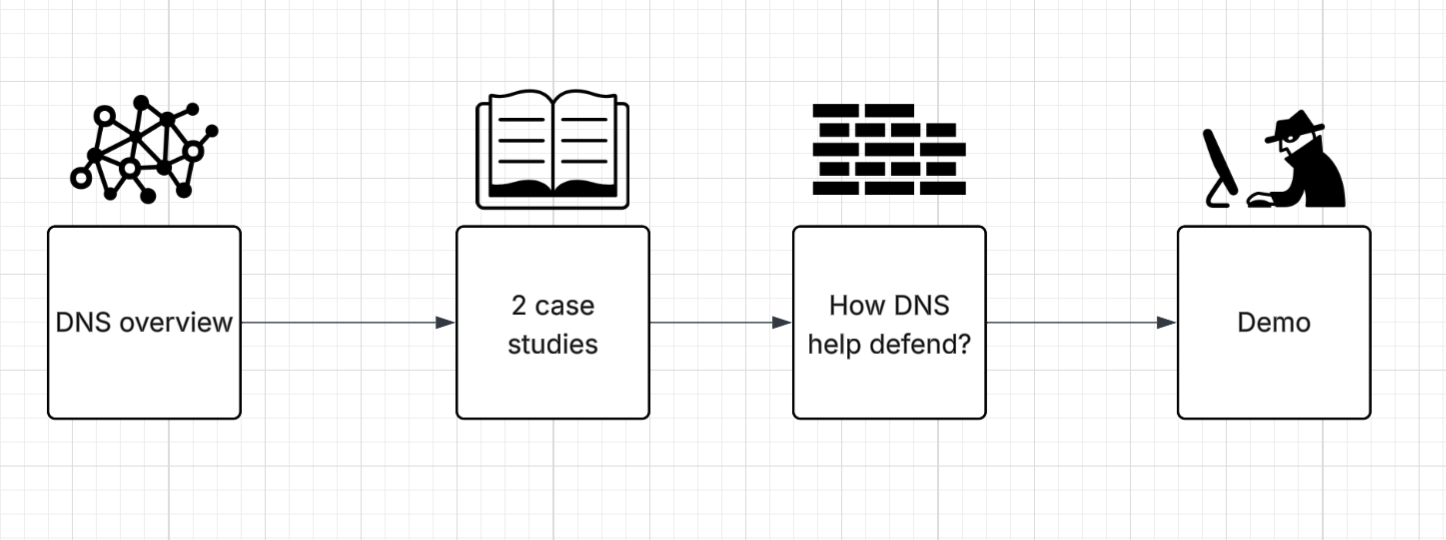 DNS overview
2 case
studies
How DNS
help defend?
Demo